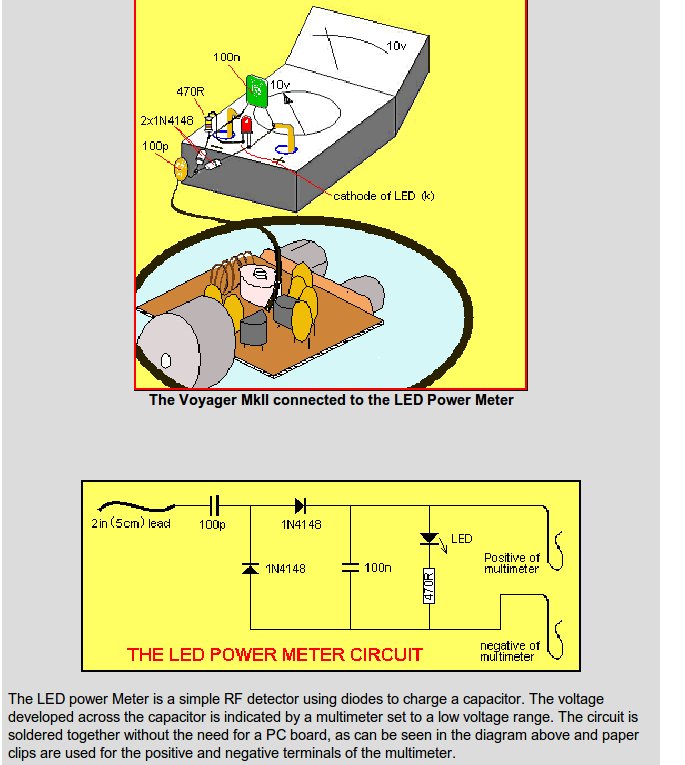 10v
100n
10v
470R
2x1N4148
100p
cathode of LED (k)
The Voyager MkII connected to the LED Power Meter
2in (5cm) lead
100p
1N4148
LED
1N4148
100n
470R
Positive of
multimeter
negative of
multimeter
THE LED POWER METER CIRCUIT
The LED power Meter is a simple RF detector using diodes to charge a capacitor. The voltage
developed across the capacitor is indicated by a multimeter set to a low voltage range. The circuit is
soldered together without the need for a PC board, as can be seen in the diagram above and paper
clips are used for the positive and negative terminals of the multimeter.